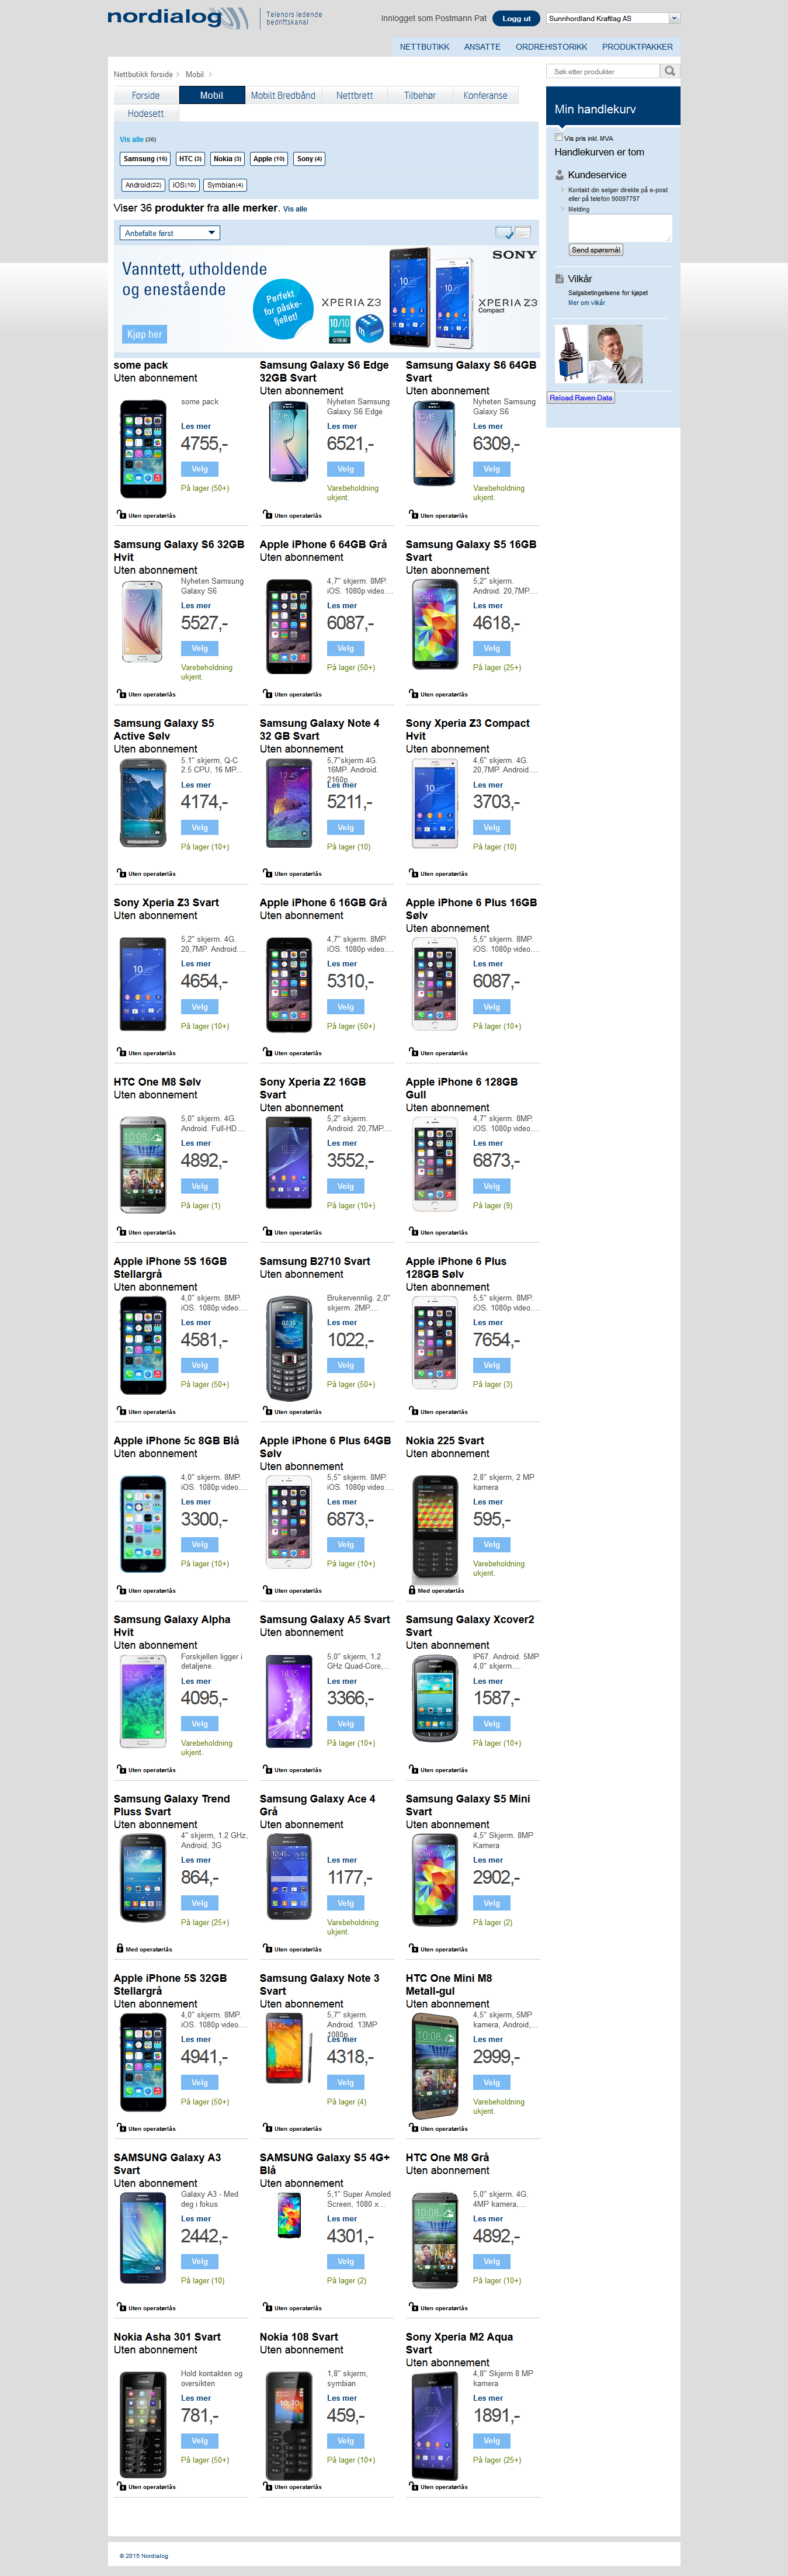 nordialog
Telenors ledende
bedriftskanal
Innlogget som Postmann Pat
Logg ut
Sunnhordland Kraftlag AS
NETTBUTIKK
ANSATTE
ORDREHISTORIKK
PRODUKTPAKKER
Nettbutikk forside
Mobil
Søk etter produkter
Forside
Mobil
Mobilt Bredbånd
Nettbrett
Tilbehør
Konferanse
Hodesett
Vis alle (36)
Samsung (16)
HTC (3)
Nokia (3)
Apple (10)
Sony (4)
Android(22)
iOS(10)
Symbian(4)
Viser 36 produkter fra alle merker. Vis alle
Anbefalte først
Min handlekurv
Vis pris inkl. MVA
Handlekurven er tom
Kundeservice
Kontakt din selger direkte på e-post
eller på telefon 90097797
Melding
Send spørsmål
Vilkår
Salgsbetingelsene for kjøpet
Mer om vilkår
Reload Raven Data
Vanntett, utholdende
og enestående
Kjøp her
Perfekt
for påske-
fjellet!
XPERIA Z3
10/10
SONY
XPERIA Z3
Compact
some pack
Uten abonnement
some pack
Les mer
4755,-
Velg
På lager (50+)
Uten operatørlås
Samsung Galaxy S6 Edge
32GB Svart
Uten abonnement
Nyheten Samsung
Galaxy S6 Edge
Les mer
6521,-
Velg
Varebeholdning
ukjent.
Uten operatørlås
Samsung Galaxy S6 64GB
Svart
Uten abonnement
Nyheten Samsung
Galaxy S6
Les mer
6309,-
Velg
Varebeholdning
ukjent.
Uten operatørlås
Samsung Galaxy S6 32GB
Hvit
Uten abonnement
Nyheten Samsung
Galaxy S6
Les mer
5527,-
Velg
Varebeholdning
ukjent.
Uten operatørlås
Apple iPhone 6 64GB Grå
Uten abonnement
4,7" skjerm. 8MP.
iOS. 1080p video....
Les mer
6087,-
Velg
På lager (50+)
Uten operatørlås
Samsung Galaxy S5 16GB
Svart
Uten abonnement
5,2" skjerm.
Android. 20,7MP....
Les mer
4618,-
Velg
På lager (25+)
Uten operatørlås
Samsung Galaxy S5
Active Sølv
Uten abonnement
5.1" skjerm, Q-C
2.5 CPU, 16 MP...
Les mer
4174,-
Velg
På lager (10+)
Uten operatørlås
Samsung Galaxy Note 4
32 GB Svart
Uten abonnement
5,7"skjerm.4G.
16MP. Android.
2160p...
Les mer
5211,-
Velg
På lager (10)
Uten operatørlås
Sony Xperia Z3 Compact
Hvit
Uten abonnement
4,6" skjerm. 4G.
20,7MP. Android....
Les mer
3703,-
Velg
På lager (10)
Uten operatørlås
Sony Xperia Z3 Svart
Uten abonnement
5,2" skjerm. 4G.
20,7MP. Android....
Les mer
4654,-
Velg
På lager (10+)
Uten operatørlås
Apple iPhone 6 16GB Grå
Uten abonnement
4,7" skjerm. 8MP.
iOS. 1080p video....
Les mer
5310,-
Velg
På lager (50+)
Uten operatørlås
Apple iPhone 6 Plus 16GB
Sølv
Uten abonnement
5,5" skjerm. 8MP.
iOS. 1080p video....
Les mer
6087,-
Velg
På lager (10+)
Uten operatørlås
HTC One M8 Sølv
Uten abonnement
5,0" skjerm. 4G.
Android. Full-HD....
Les mer
4892,-
Velg
På lager (1)
Uten operatørlås
Sony Xperia Z2 16GB
Svart
Uten abonnement
5,2" skjerm.
Android. 20,7MP....
Les mer
3552,-
Velg
På lager (10+)
Uten operatørlås
Apple iPhone 6 128GB
Gull
Uten abonnement
4,7" skjerm. 8MP.
iOS. 1080p video....
Les mer
6873,-
Velg
På lager (9)
Uten operatørlås
Apple iPhone 5S 16GB
Stellargrå
Uten abonnement
4,0" skjerm. 8MP.
iOS. 1080p video....
Les mer
4581,-
Velg
På lager (50+)
Uten operatørlås
Samsung B2710 Svart
Uten abonnement
Brukervennlig. 2,0"
skjerm. 2MP....
Les mer
1022,-
Velg
På lager (50+)
Uten operatørlås
Apple iPhone 6 Plus
128GB Sølv
Uten abonnement
5,5" skjerm. 8MP.
iOS. 1080p video....
Les mer
7654,-
Velg
På lager (3)
Uten operatørlås
Apple iPhone 5c 8GB Blå
Uten abonnement
4,0" skjerm. 8MP.
iOS. 1080p video....
Les mer
3300,-
Velg
På lager (10+)
Uten operatørlås
Apple iPhone 6 Plus 64GB
Sølv
Uten abonnement
5,5" skjerm. 8MP.
iOS. 1080p video....
Les mer
6873,-
Velg
På lager (10+)
Uten operatørlås
Nokia 225 Svart
Uten abonnement
2,8" skjerm, 2 MP
kamera
Les mer
595,-
Velg
Varebeholdning
ukjent.
Med operatørlås
Samsung Galaxy Alpha
Hvit
Uten abonnement
Forskjellen ligger i
detaljene.
Les mer
4095,-
Velg
Varebeholdning
ukjent.
Uten operatørlås
Samsung Galaxy A5 Svart
Uten abonnement
5,0" skjerm, 1.2
GHz Quad-Core,...
Les mer
3366,-
Velg
På lager (10+)
Uten operatørlås
Samsung Galaxy Xcover2
Svart
Uten abonnement
IP67. Android. 5MP.
4,0" skjerm....
Les mer
1587,-
Velg
På lager (10+)
Uten operatørlås
Samsung Galaxy Trend
Pluss Svart
Uten abonnement
4" skjerm, 1.2 GHz,
Android, 3G
Les mer
864,-
Velg
På lager (25+)
Med operatørlås
Samsung Galaxy Ace 4
Grå
Uten abonnement
Les mer
1177,-
Velg
Varebeholdning
ukjent.
Uten operatørlås
Samsung Galaxy S5 Mini
Svart
Uten abonnement
4,5" Skjerm. 8MP
Kamera
Les mer
2902,-
Velg
På lager (2)
Uten operatørlås
Apple iPhone 5S 32GB
Stellargrå
Uten abonnement
4,0" skjerm. 8MP.
iOS. 1080p video....
Les mer
4941,-
Velg
På lager (50+)
Uten operatørlås
Samsung Galaxy Note 3
Svart
Uten abonnement
5,7" skjerm.
Android. 13MP
1080p...
Les mer
4318,-
Velg
På lager (4)
Uten operatørlås
HTC One Mini M8
Metall-gul
Uten abonnement
4,5" skjerm, 5MP
kamera, Android,...
Les mer
2999,-
Velg
Varebeholdning
ukjent.
Uten operatørlås
SAMSUNG Galaxy A3
Svart
Uten abonnement
Galaxy A3 - Med
deg i fokus
Les mer
2442,-
Velg
På lager (10)
Uten operatørlås
SAMSUNG Galaxy S5 4G+
Blå
Uten abonnement
5,1" Super Amoled
Screen, 1080 x...
Les mer
4301,-
Velg
På lager (2)
Uten operatørlås
HTC One M8 Grå
Uten abonnement
5,0" skjerm. 4G.
4MP kamera,...
Les mer
4892,-
Velg
På lager (10+)
Uten operatørlås
Nokia Asha 301 Svart
Uten abonnement
Hold kontakten og
oversikten
Les mer
781,-
Velg
På lager (50+)
Uten operatørlås
Nokia 108 Svart
Uten abonnement
1,8" skjerm,
symbian
Les mer
459,-
Velg
På lager (10+)
Uten operatørlås
Sony Xperia M2 Aqua
Svart
Uten abonnement
4,8" Skjerm 8 MP
kamera
Les mer
1891,-
Velg
På lager (25+)
Uten operatørlås
© 2015 Nordialog